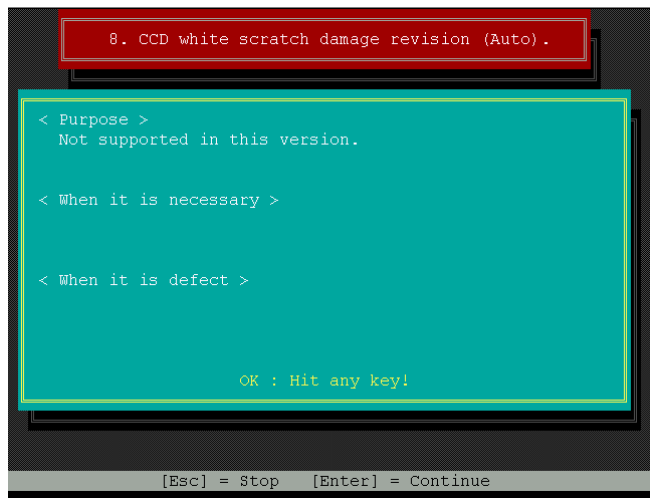 8. CCD white scratch damage revision (Auto).
< Purpose >
Not supported in this version.
< When it is necessary >
< When it is defect >
OK : Hit any key!
[Esc] = Stop [Enter] = Continue